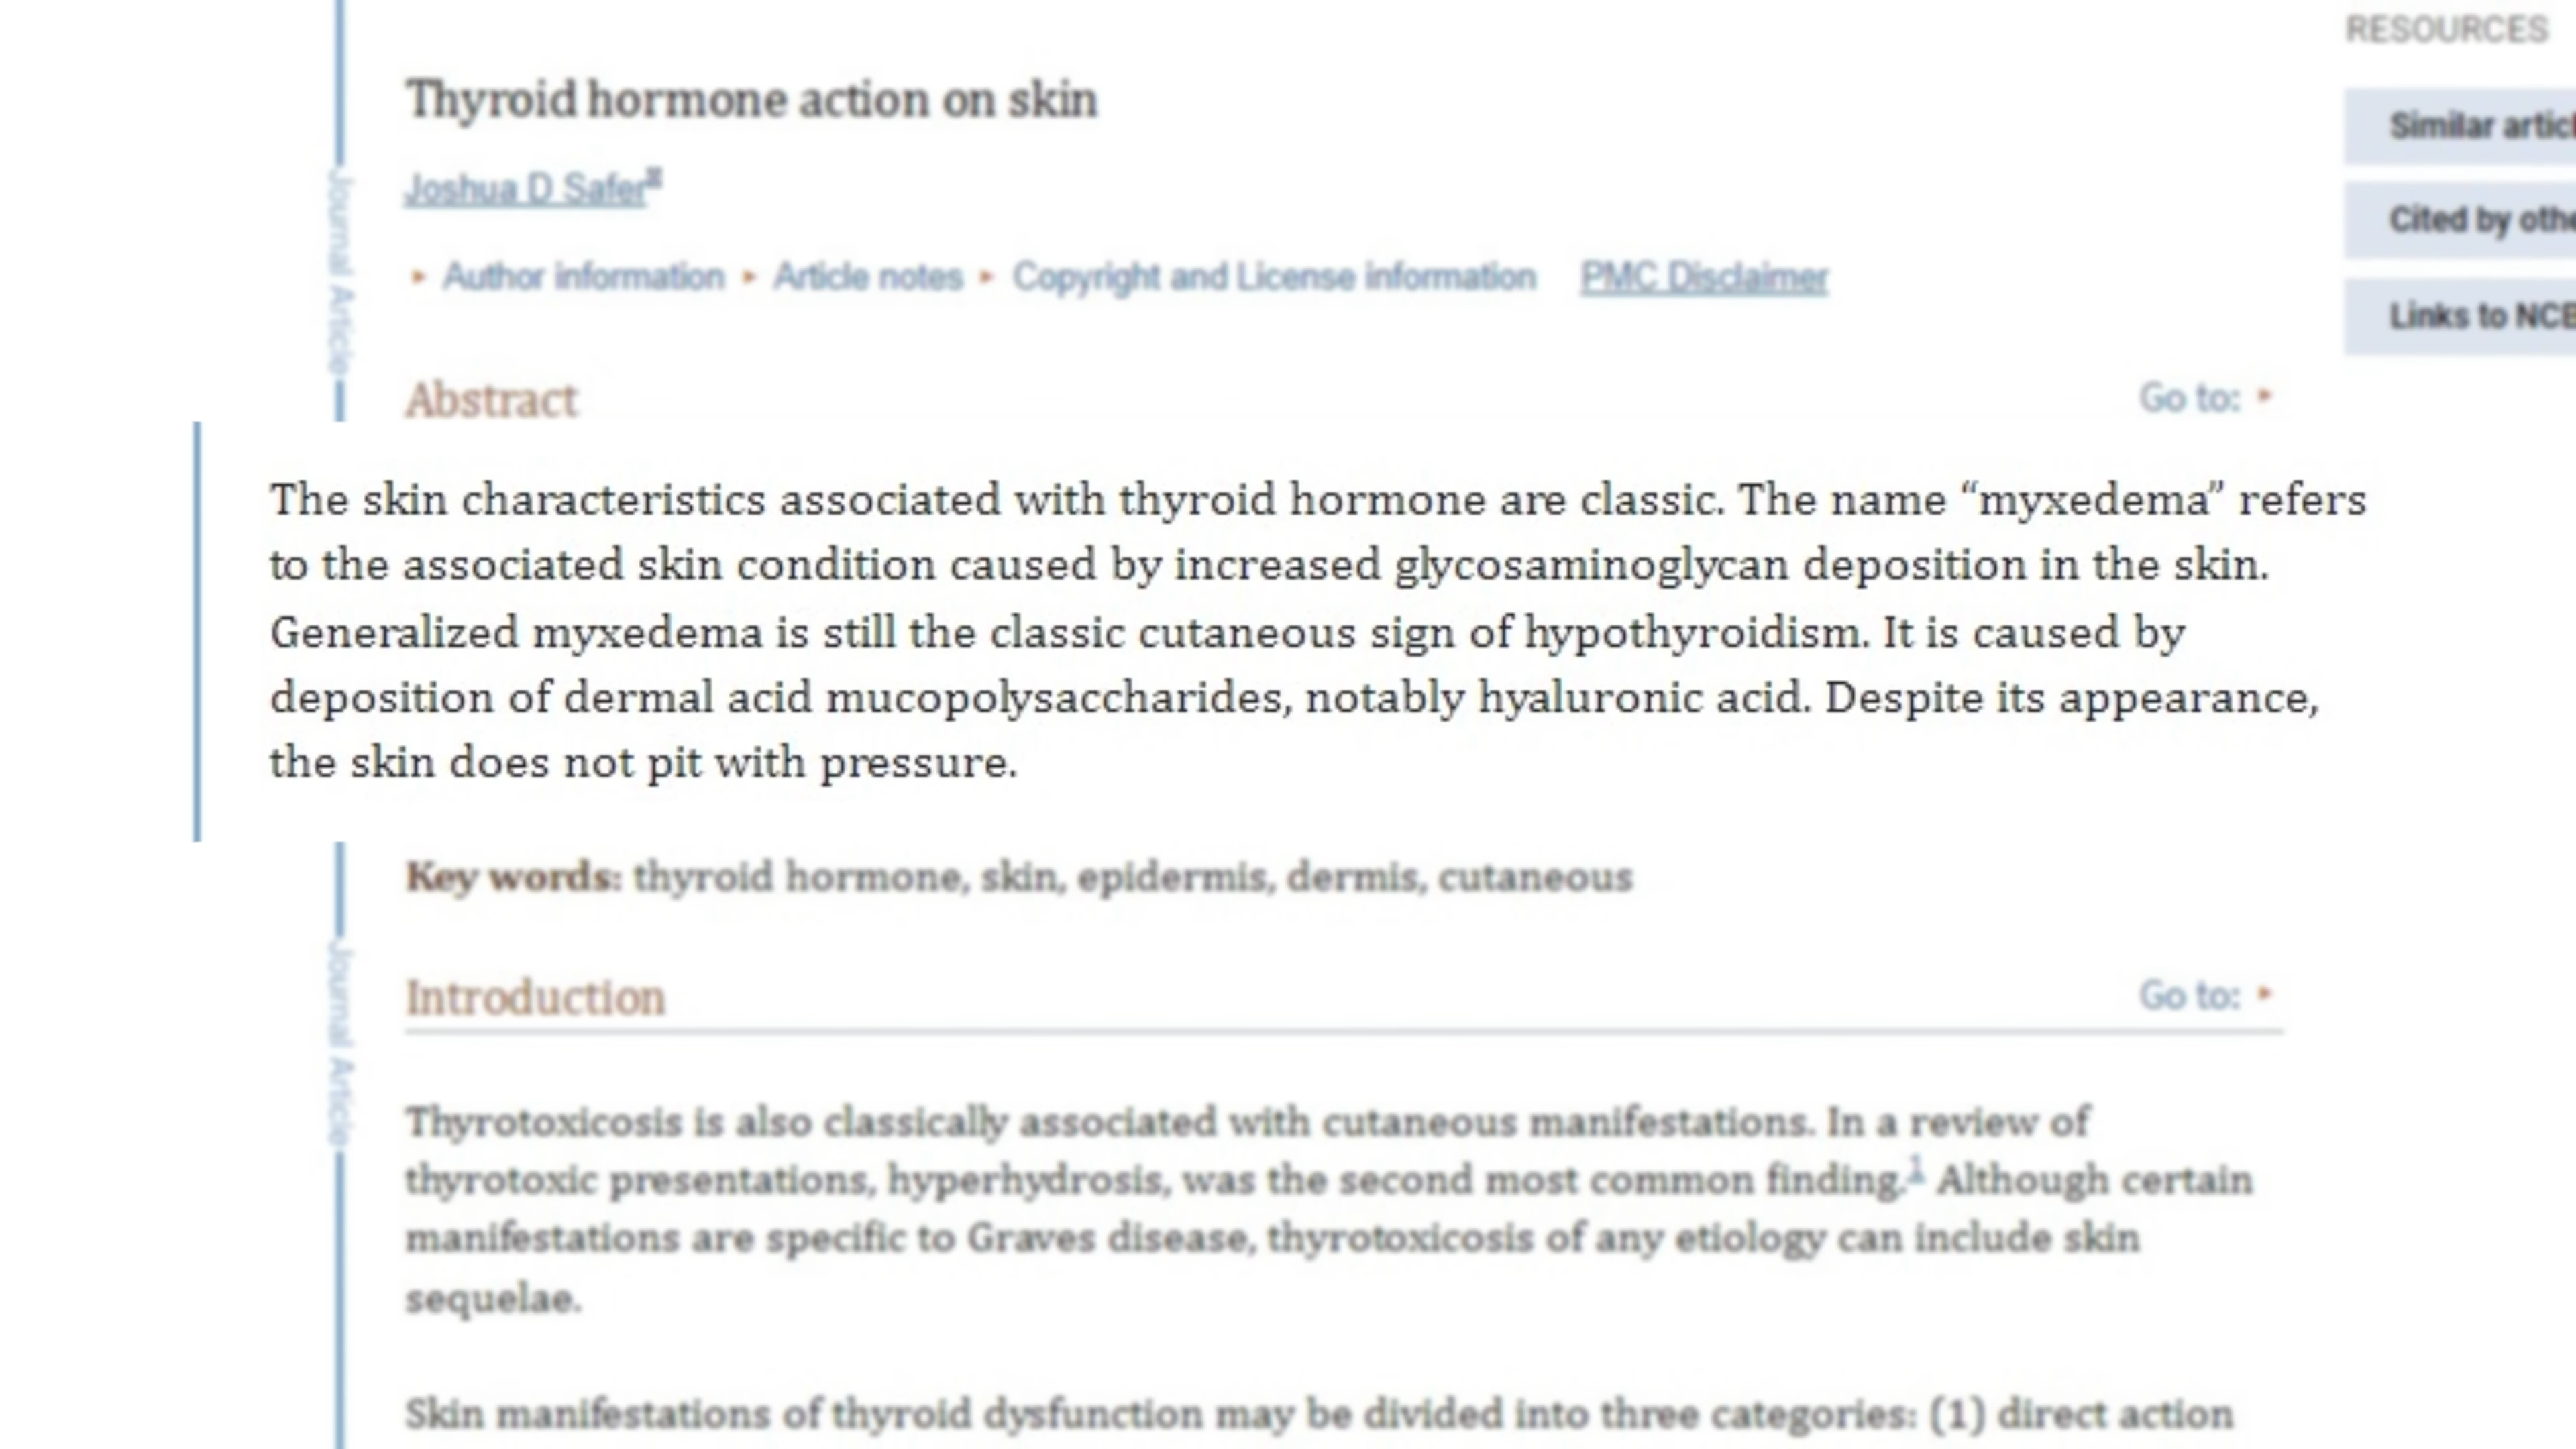 RESOURCES
Thyroid hormone action on skin
Similar articl
Joshua D Safer
Cited by othe
Author information Article notes Copyright and License information PMC Disclaimer
Links to NCB
Journal Article
Abstract Go to:
The skin characteristics associated with thyroid hormone are classic. The name “myxedema” refers
to the associated skin condition caused by increased glycosaminoglycan deposition in the skin.
Generalized myxedema is still the classic cutaneous sign of hypothyroidism. It is caused by
deposition of dermal acid mucopolysaccharides, notably hyaluronic acid. Despite its appearance,
the skin does not pit with pressure.
Key words: thyroid hormone, skin, epidermis, dermis, cutaneous
Journal Article
Introduction Go to:
Thyrotoxicosis is also classically associated with cutaneous manifestations. In a review of
thyrotoxic presentations, hyperhydrosis, was the second most common finding.1 Although certain
manifestations are specific to Graves disease, thyrotoxicosis of any etiology can include skin
sequelae.
Skin manifestations of thyroid dysfunction may be divided into three categories: (1) direct action